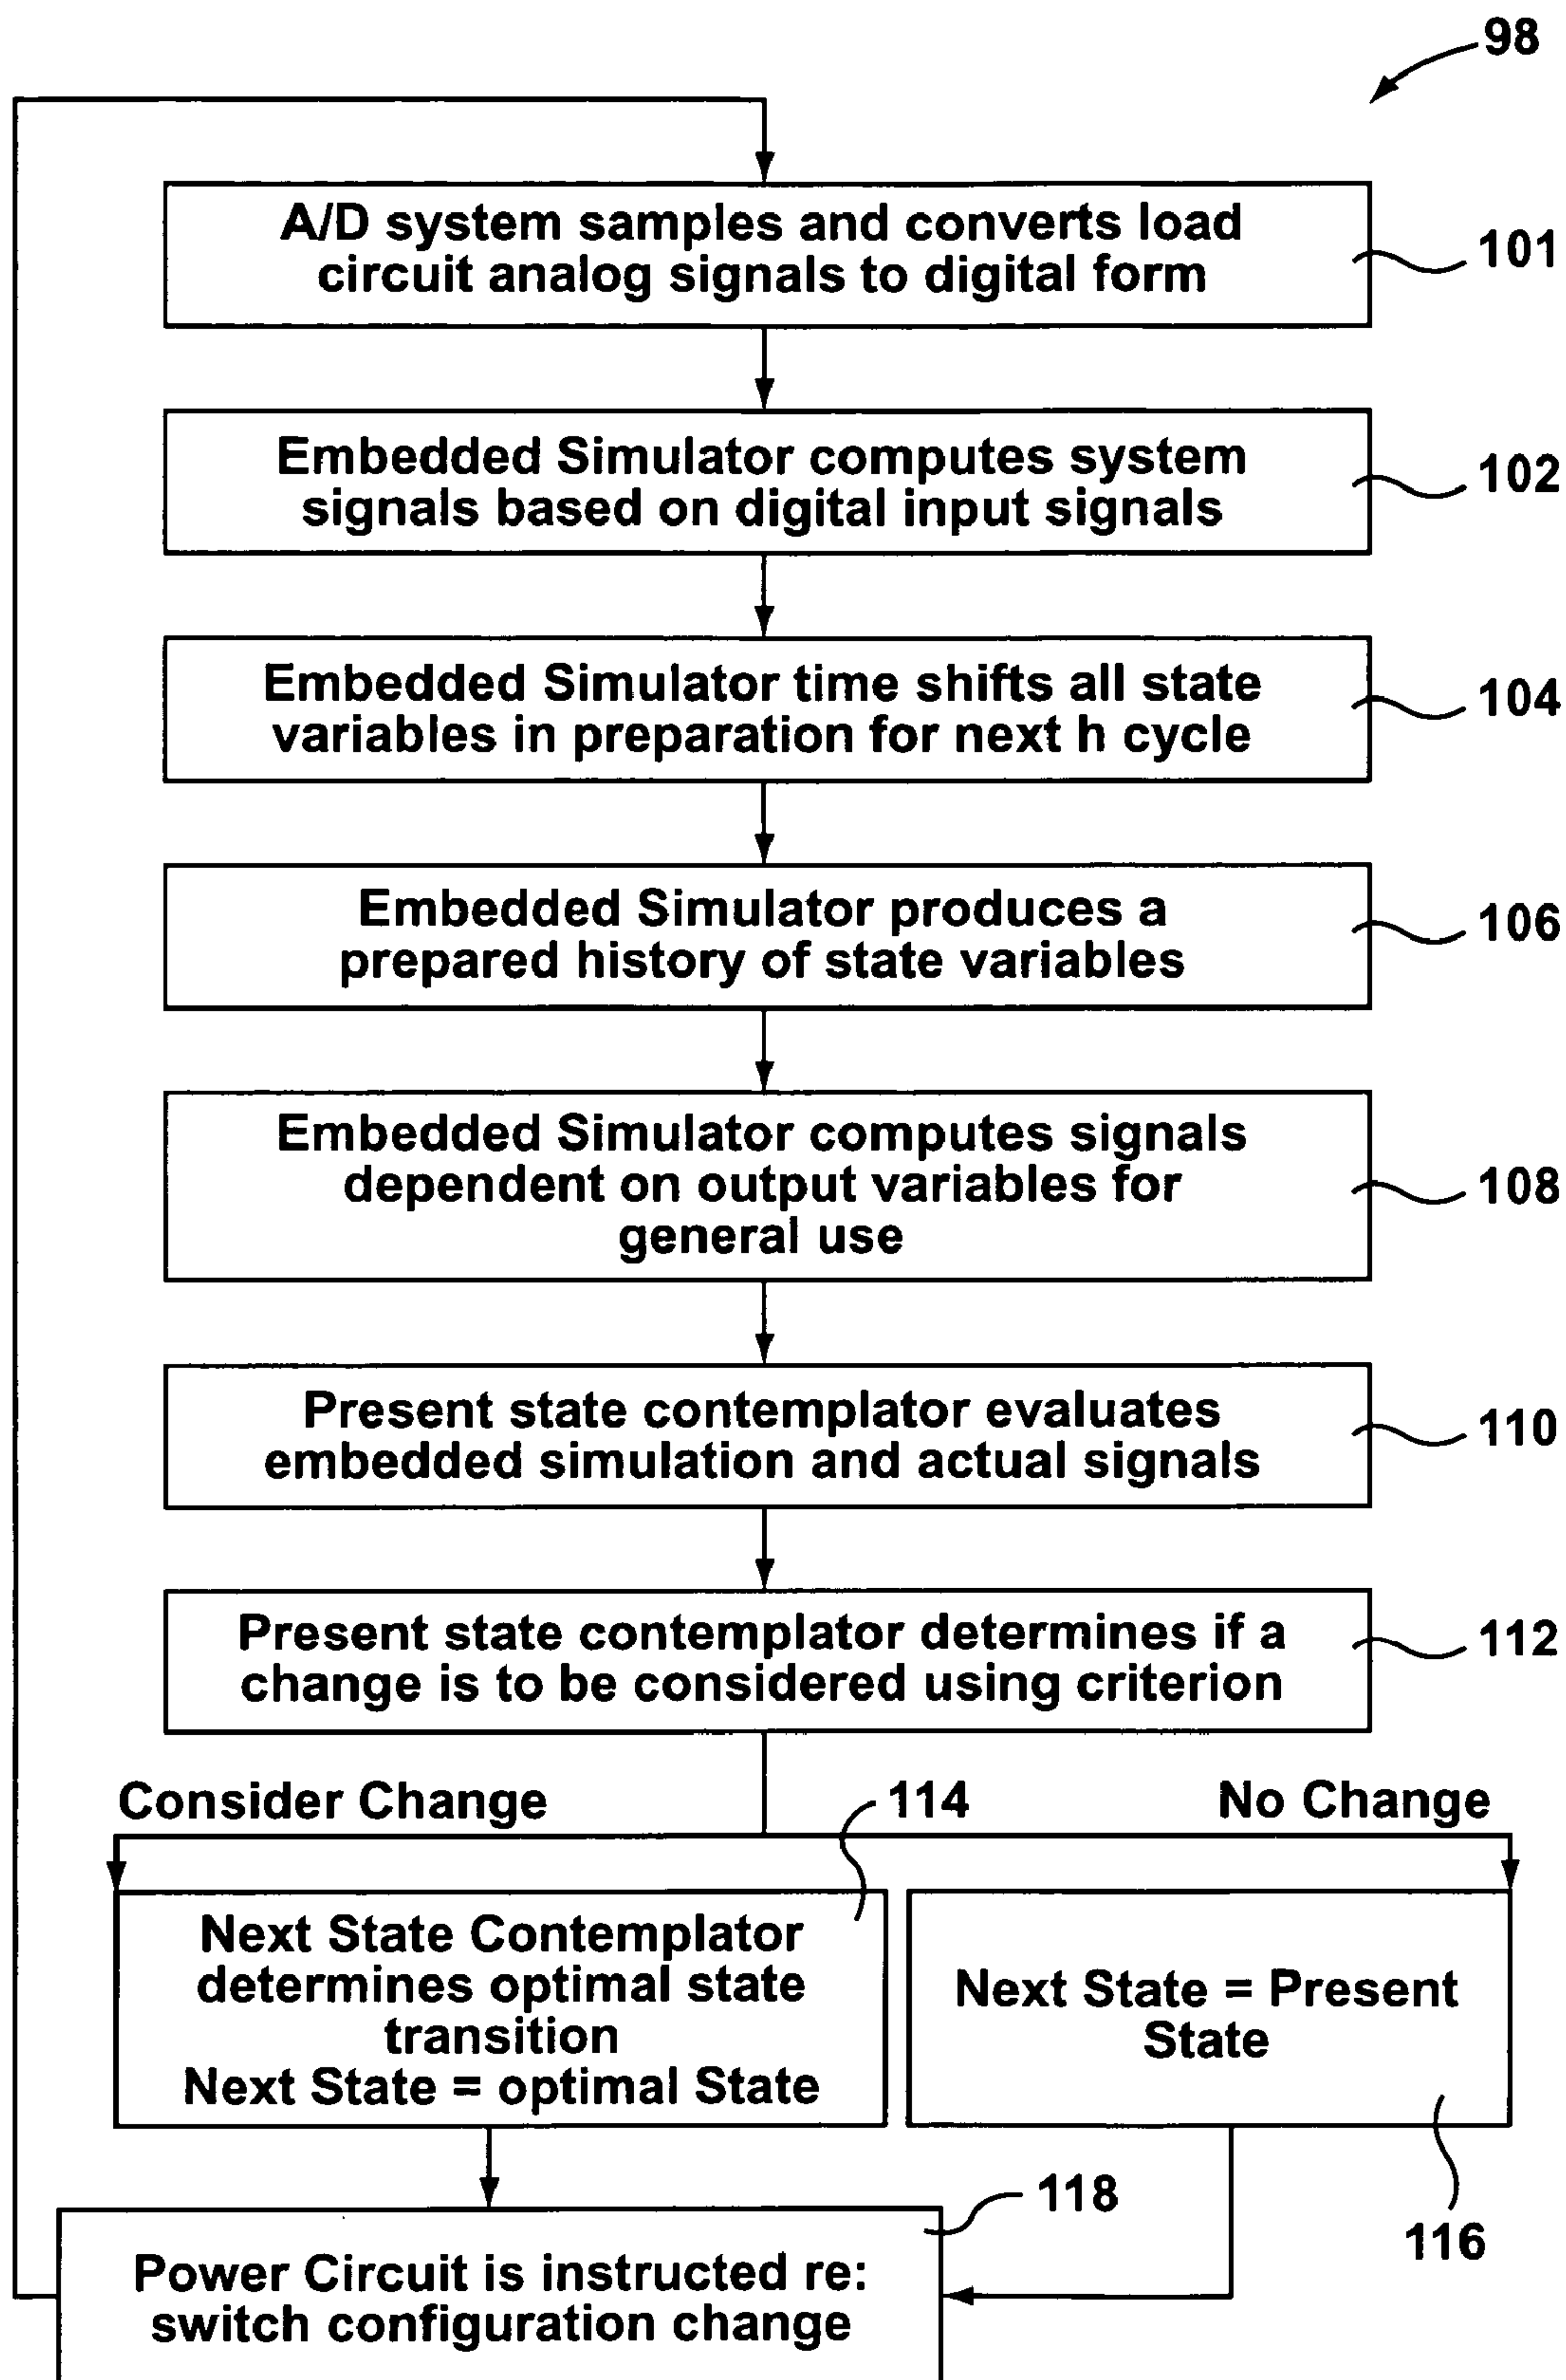 98
A/D system samples and converts load
circuit analog signals to digital form
101
Embedded Simulator computes system
signals based on digital input signals
102
Embedded Simulator time shifts all state
variables in preparation for next h cycle
104
Embedded Simulator produces a
prepared history of state variables
106
Embedded Simulator computes signals
dependent on output variables for
general use
108
Present state contemplator evaluates
embedded simulation and actual signals
110
Present state contemplator determines if a
change is to be considered using criterion
112
Consider Change
114
No Change
Next State Contemplator
determines optimal state
transition
Next State = optimal State
Next State = Present
State
116
118
Power Circuit is instructed re:
switch configuration change